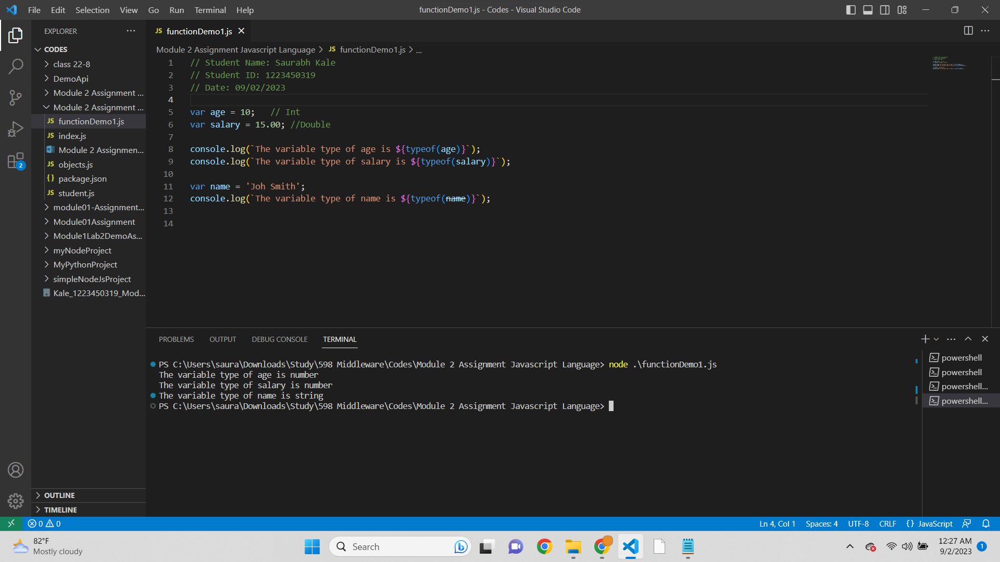 File Edit Selection View Go Run Terminal Help
functionDemo1.js - Codes - Visual Studio Code
EXPLORER
CODES
class 22-8
DemoApi
Module 2 Assignment ...
Module 2 Assignment ...
JS functionDemo1.js
JS index.js
Module 2 Assignmen...
JS objects.js
{} package.json
JS student.js
module01-Assignment...
Module01Assignment
Module1Lab2DemoAs...
myNodeProject
MyPythonProject
simpleNodeJsProject
Kale_1223450319_Mod...
OUTLINE
TIMELINE
2
JS functionDemo1.js
Module 2 Assignment Javascript Language > JS functionDemo1.js > ...
1 // Student Name: Saurabh Kale
2 // Student ID: 1223450319
3 // Date: 09/02/2023
4
5 var age = 10;   // Int
6 var salary = 15.00; //Double
7
8 console.log(`The variable type of age is ${typeof(age)}`);
9 console.log(`The variable type of salary is ${typeof(salary)}`);
10
11 var name = 'Joh Smith';
12 console.log(`The variable type of name is ${typeof(name)}`);
13
14
PROBLEMS OUTPUT DEBUG CONSOLE TERMINAL
PS C:\Users\saura\Downloads\Study\598 Middleware\Codes\Module 2 Assignment Javascript Language> node .\functionDemo1.js
The variable type of age is number
The variable type of salary is number
The variable type of name is string
PS C:\Users\saura\Downloads\Study\598 Middleware\Codes\Module 2 Assignment Javascript Language>
powershell
powershell
powershell...
powershell...
0 0
Ln 4, Col 1 Spaces: 4 UTF-8 CRLF {} JavaScript
82°F
Mostly cloudy
Search
12:27 AM
9/2/2023
1